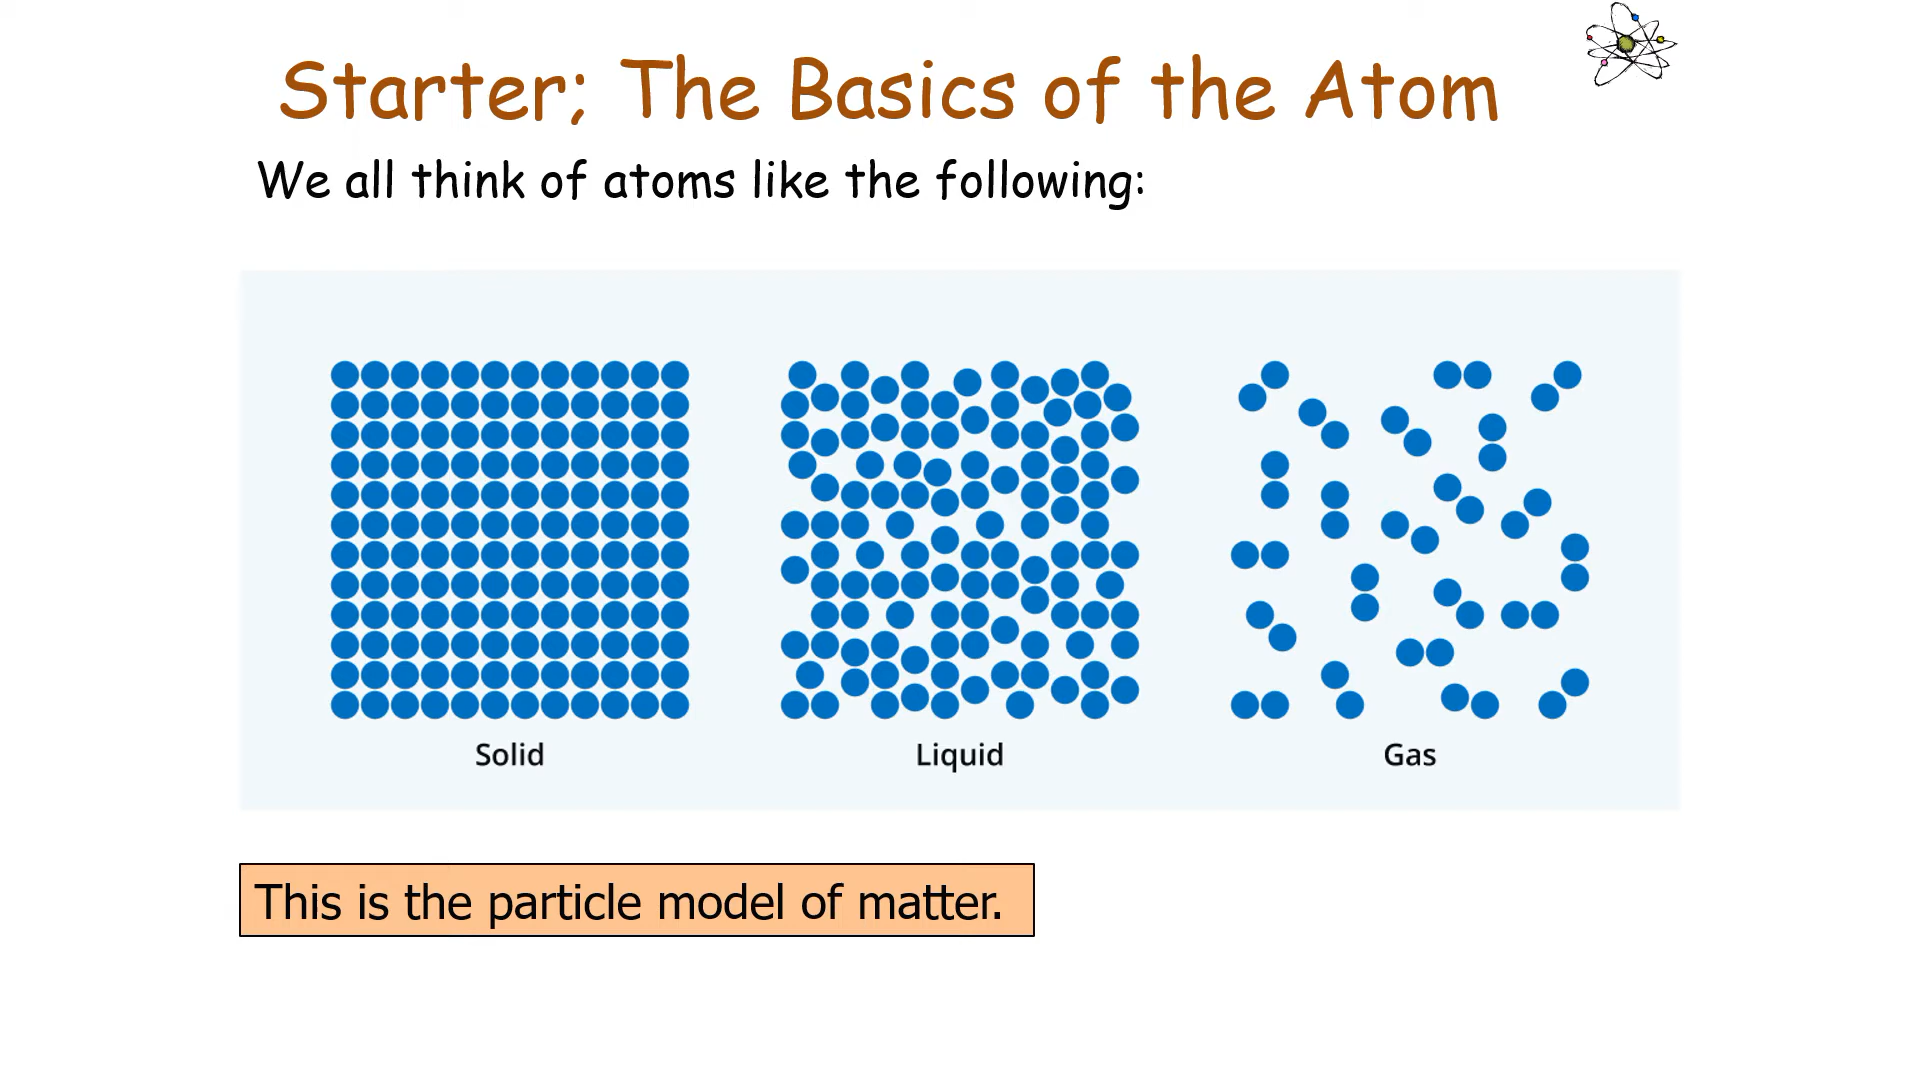 Starter; The Basics of the Atom
We all think of atoms like the following:
Solid
Liquid
Gas
This is the particle model of matter.